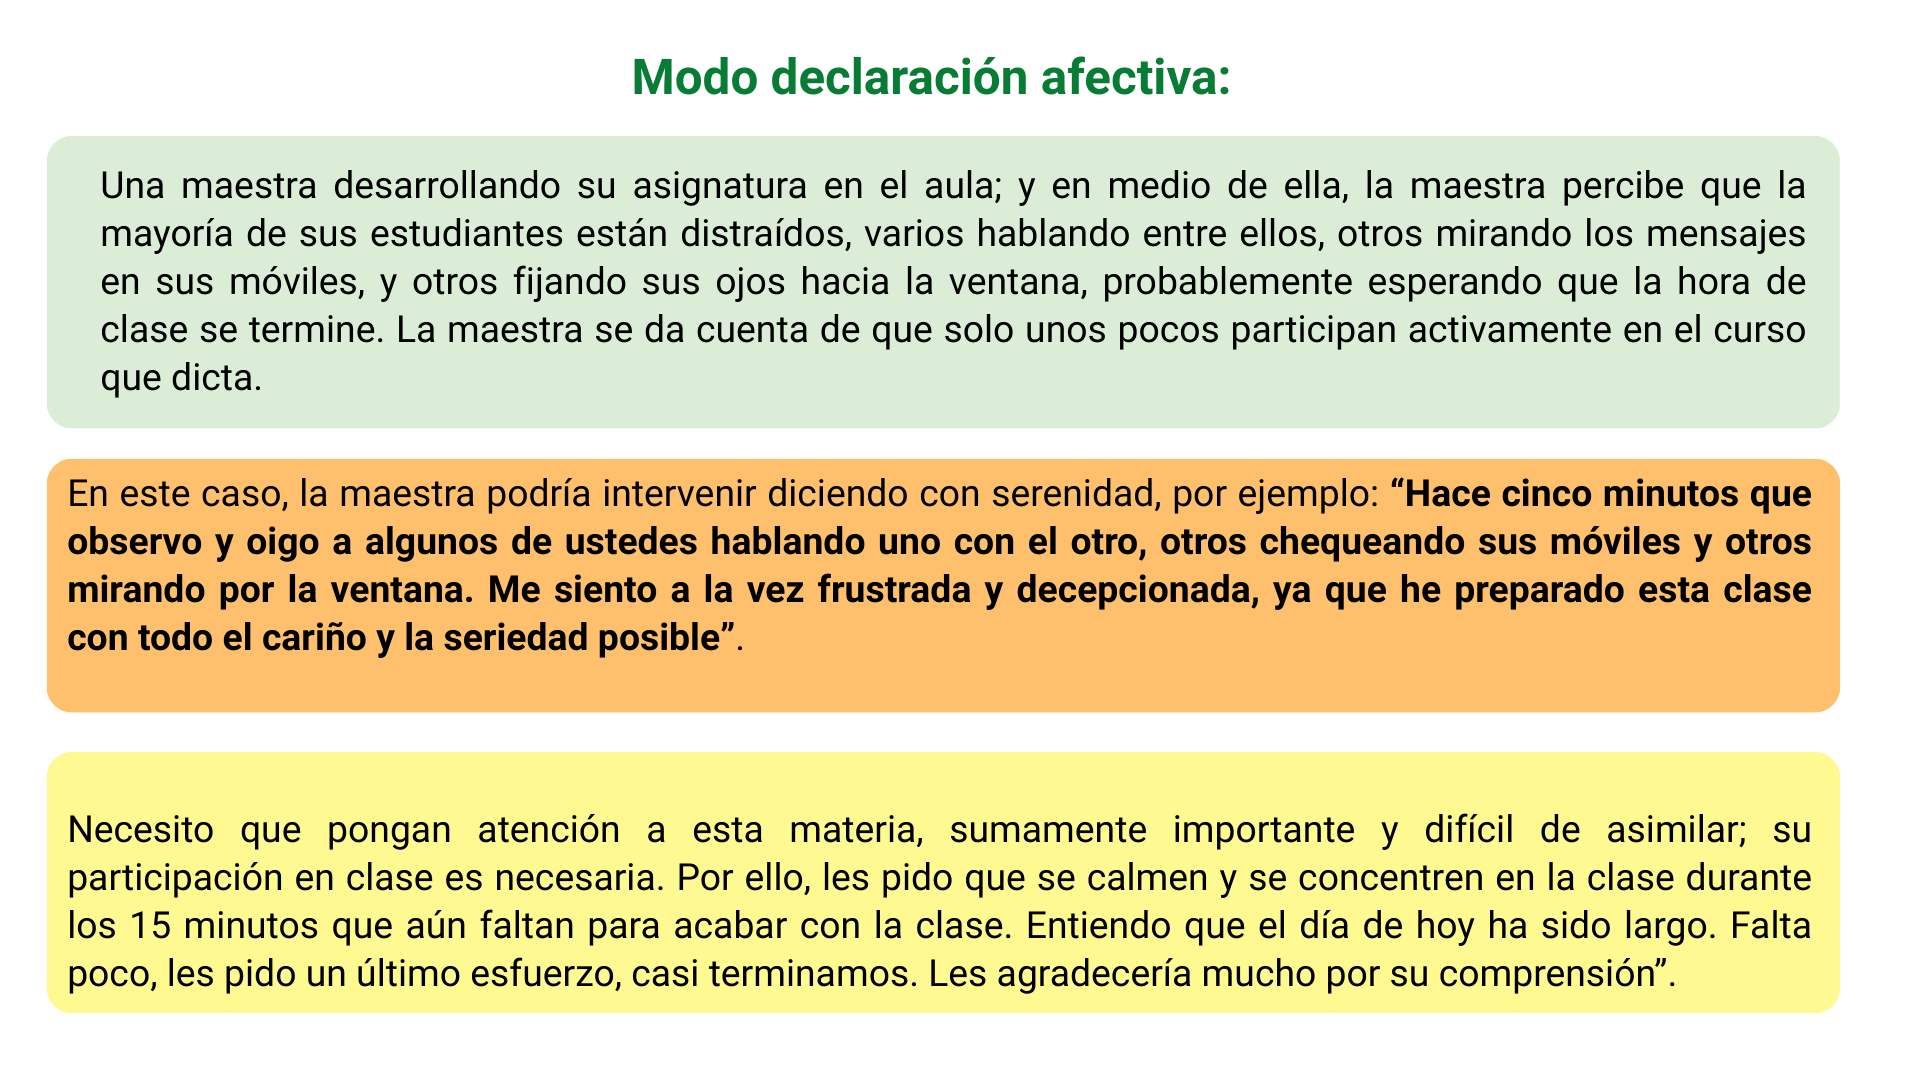 Modo declaración afectiva:
Una maestra desarrollando su asignatura en el aula; y en medio de ella, la maestra percibe que la
mayoría de sus estudiantes están distraídos, varios hablando entre ellos, otros mirando los mensajes
en sus móviles, y otros fijando sus ojos hacia la ventana, probablemente esperando que la hora de
clase se termine. La maestra se da cuenta de que solo unos pocos participan activamente en el curso
que dicta.
En este caso, la maestra podría intervenir diciendo con serenidad, por ejemplo: “Hace cinco minutos que
observo y oigo a algunos de ustedes hablando uno con el otro, otros chequeando sus móviles y otros
mirando por la ventana. Me siento a la vez frustrada y decepcionada, ya que he preparado esta clase
con todo el cariño y la seriedad posible”.
Necesito que pongan atención a esta materia, sumamente importante y difícil de asimilar; su
participación en clase es necesaria. Por ello, les pido que se calmen y se concentren en la clase durante
los 15 minutos que aún faltan para acabar con la clase. Entiendo que el día de hoy ha sido largo. Falta
poco, les pido un último esfuerzo, casi terminamos. Les agradecería mucho por su comprensión”.